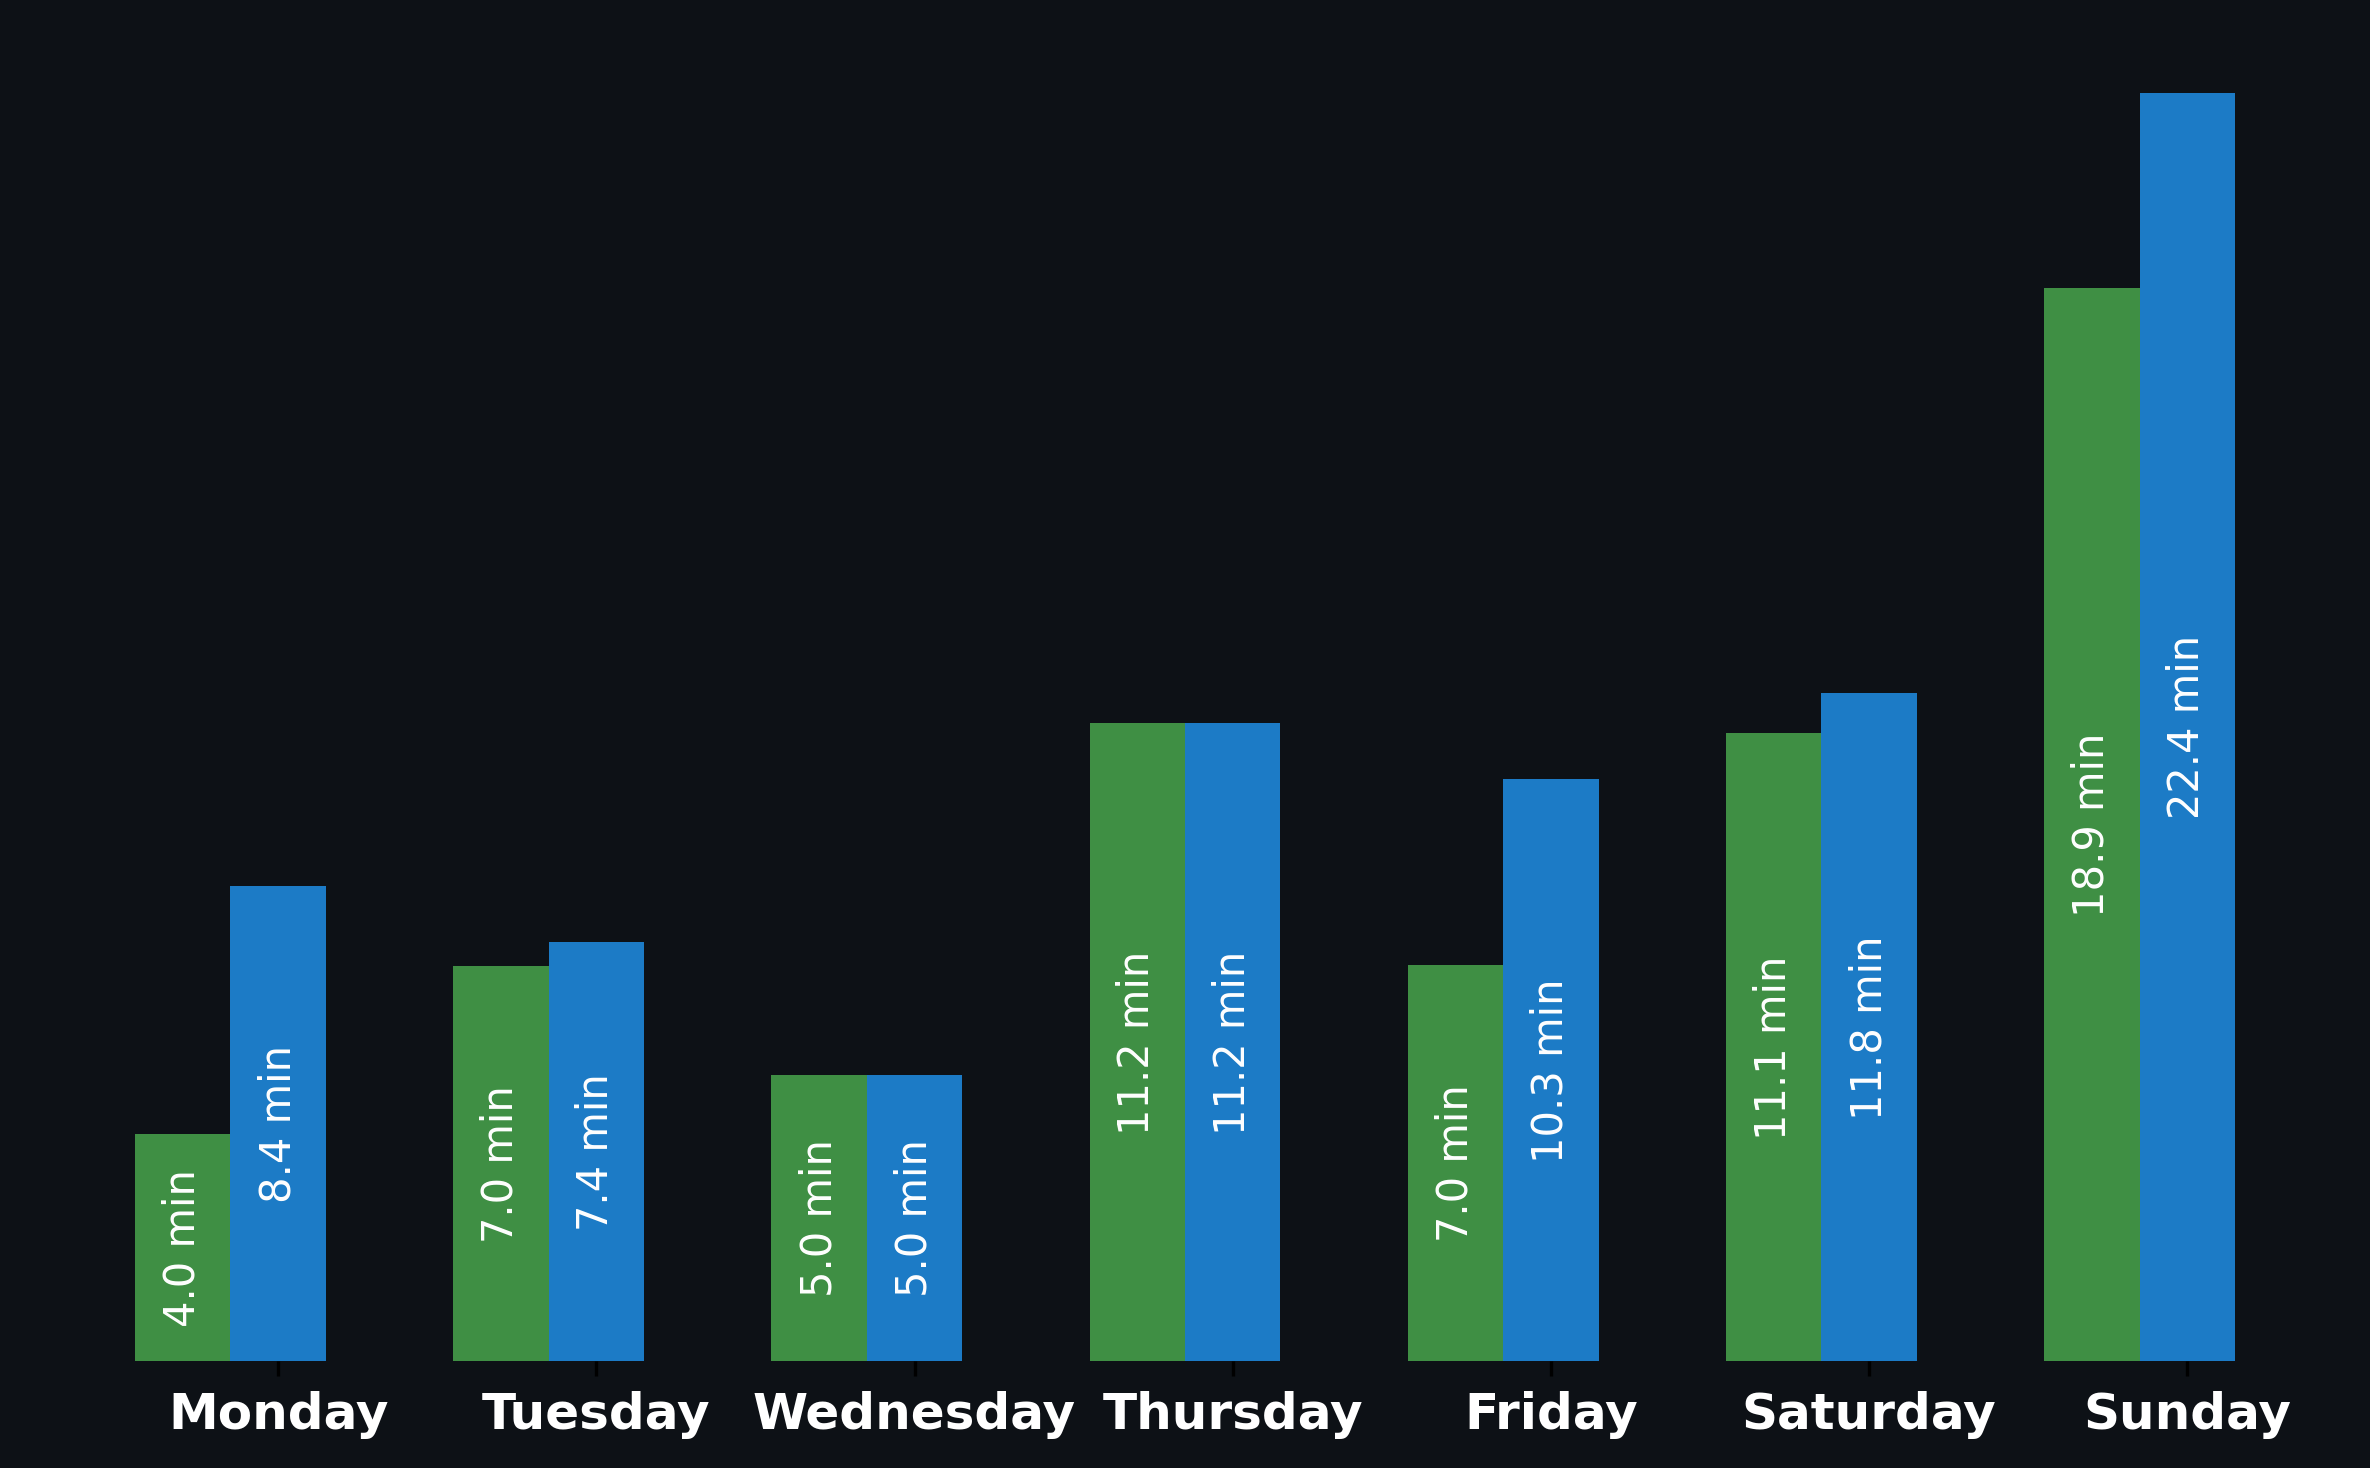 4.0 min
8.4 min
7.0 min
7.4 min
5.0 min
5.0 min
11.2 min
11.2 min
7.0 min
10.3 min
11.1 min
11.8 min
18.9 min
22.4 min
Monday Tuesday Wednesday Thursday Friday Saturday Sunday